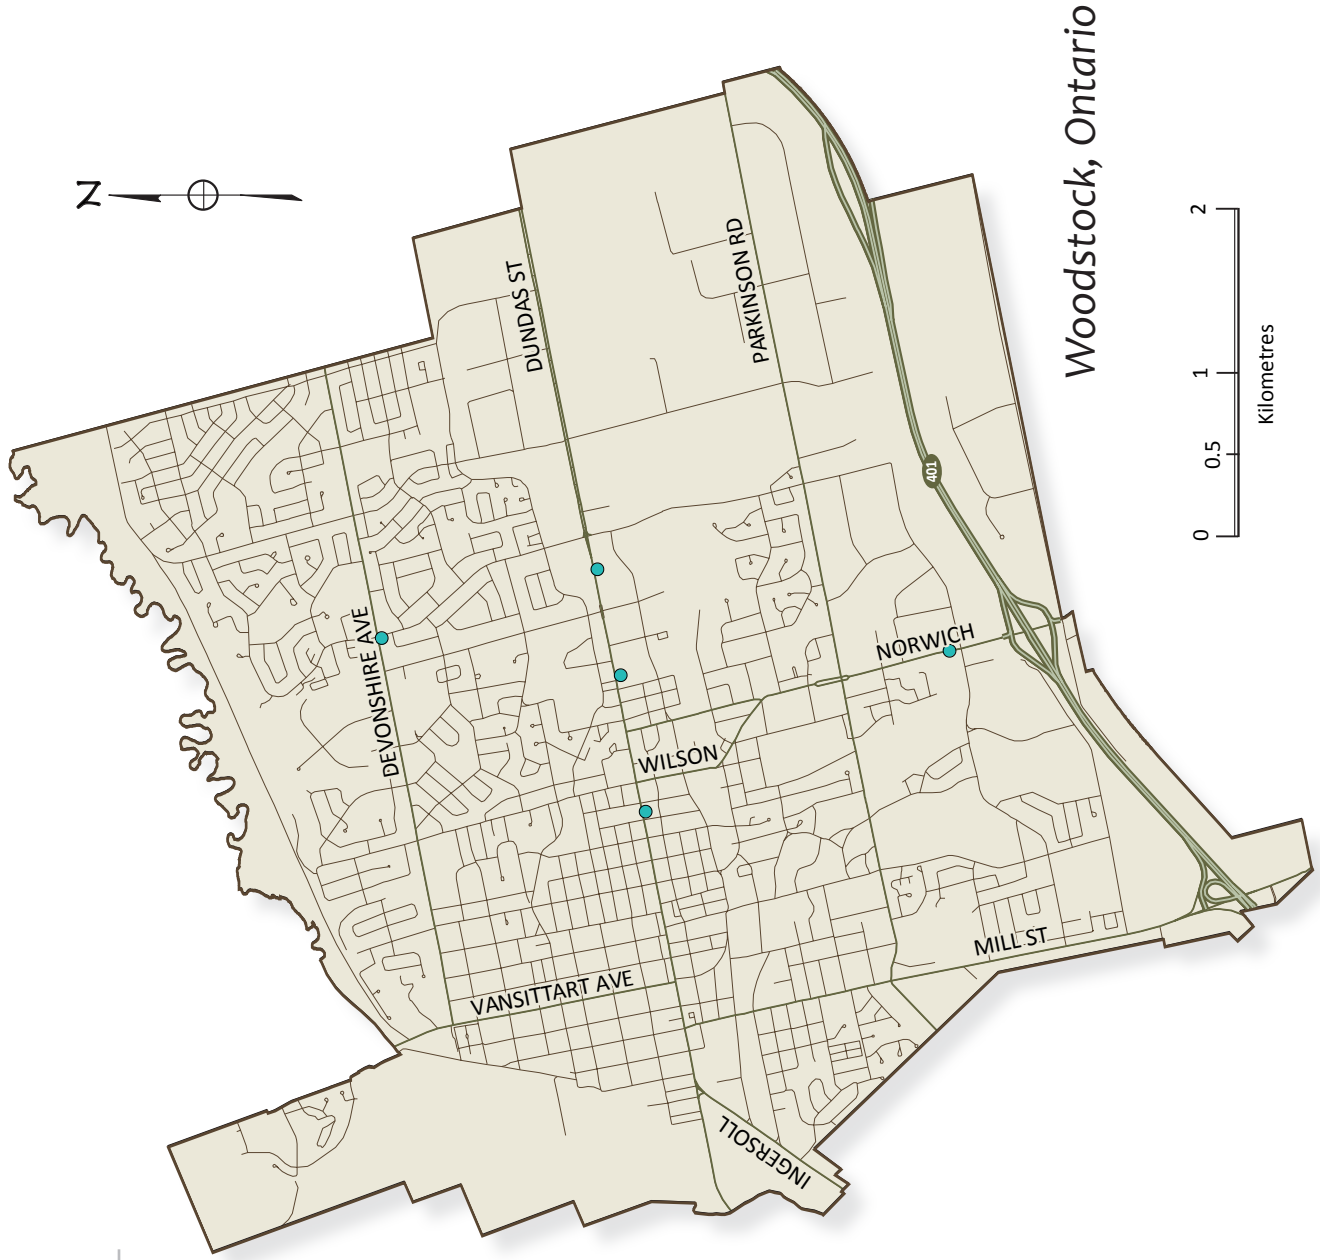 Woodstock, Ontario
N
DUNDAS ST
PARKINSON RD
DEVONSHIRE AVE
NORWICH
WILSON
VANSITTART AVE
MILL ST
INGERSOLL
401
0 0.5 1 2
Kilometres